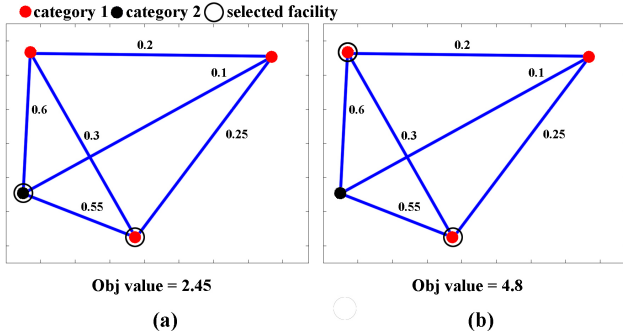 category 1 category 2 selected facility
0.2
0.1
0.6
0.3
0.25
0.55
Obj value = 2.45
(a)
0.2
0.1
0.6
0.3
0.25
0.55
Obj value = 4.8
(b)